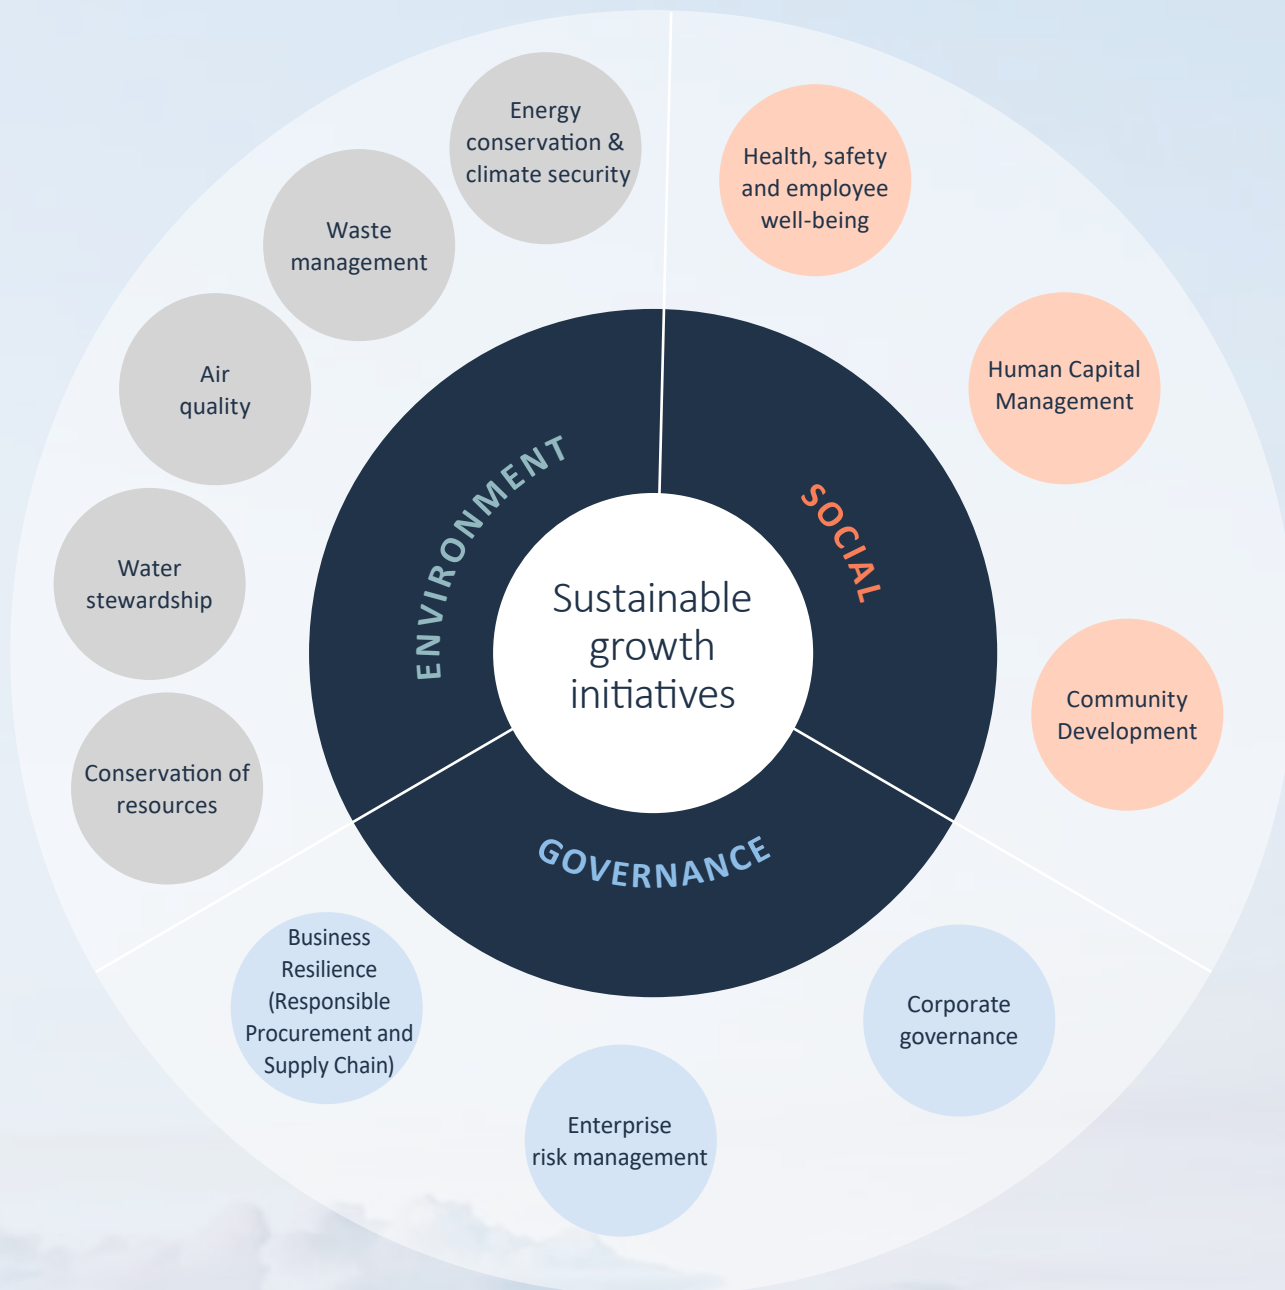 Energy
conservation &
climate security
Health, safety
and employee
well-being
Waste
management
Human Capital
Management
Air
quality
ENVIRONMENT
SOCIAL
Water
stewardship
Sustainable
growth
initiatives
Community
Development
Conservation of
resources
GOVERNANCE
Business
Resilience
(Responsible
Procurement and
Supply Chain)
Corporate
governance
Enterprise
risk management